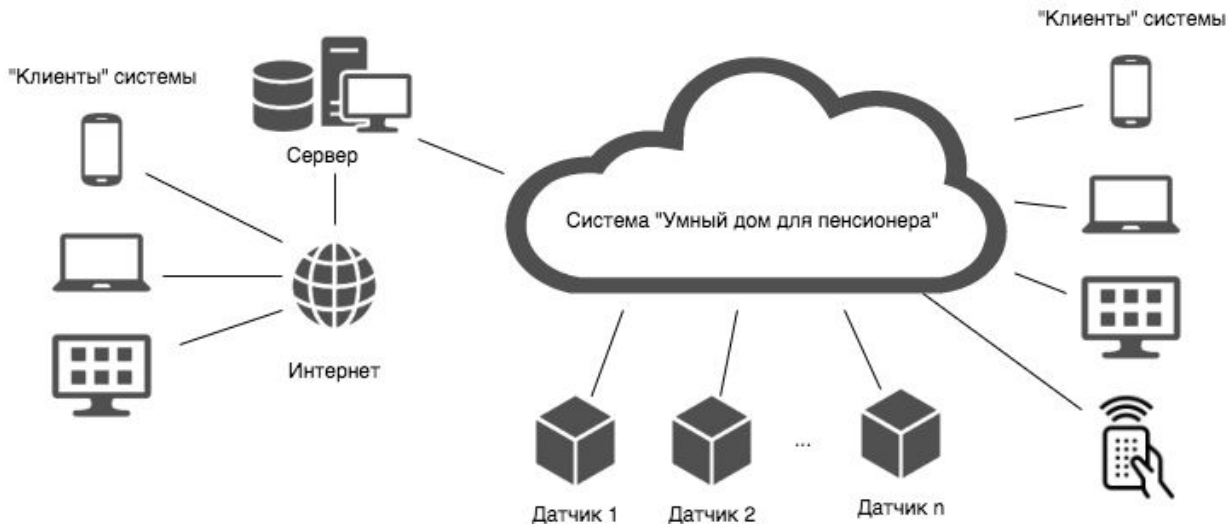 "Клиенты" системы
"Клиенты" системы
Сервер
Система "Умный дом для пенсионера"
Интернет
Датчик 1
Датчик 2
...
Датчик n